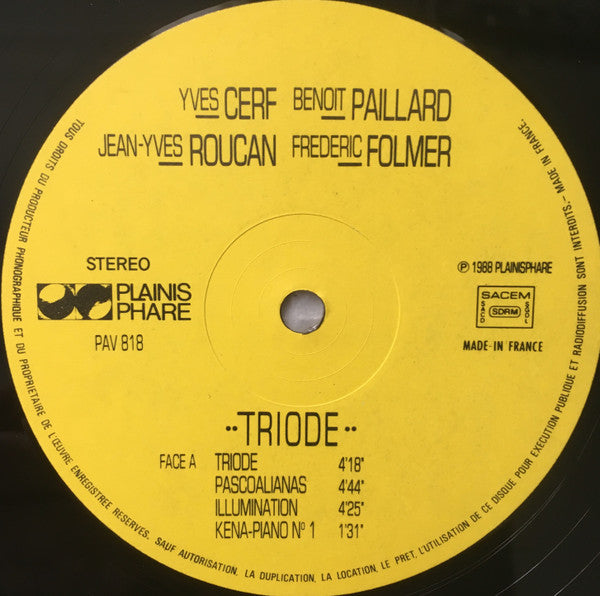 YVES CERF BENOIT PAILLARD
JEAN-YVES ROUCAN FREDERIC FOLMER
STEREO
PLAINIS
PHARE
PAV 818
℗ 1988 PLAINISPHARE
SACEM
SACD SDRM SGDL
MADE IN FRANCE
··TRIODE··
FACE A TRIODE 4'18"
PASCOALIANAS 4'44"
ILLUMINATION 4'25"
KENA-PIANO Nº 1 1'31"
TOUS DROITS DU PRODUCTEUR PHONOGRAPHIQUE ET DU PROPRIETAIRE DE L'ŒUVRE ENREGISTREE RESERVES. SAUF AUTORISATION, LA DUPLICATION, LA LOCATION, LE PRET, L'UTILISATION DE CE DISQUE POUR EXECUTION PUBLIQUE ET RADIODIFFUSION SONT INTERDITS.- MADE IN FRANCE.